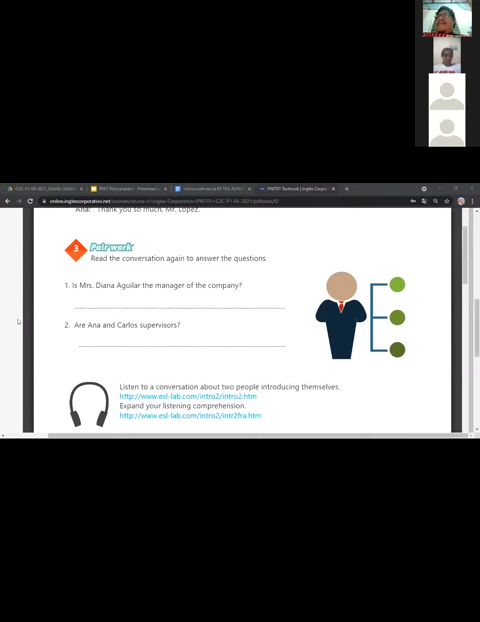 online.inglescorporativo.net
Ana: Thank you so much, Mr. Lopez.
3
Pair work
Read the conversation again to answer the questions.
1. Is Mrs. Diana Aguilar the manager of the company?
2. Are Ana and Carlos supervisors?
Listen to a conversation about two people introducing themselves.
http://www.esl-lab.com/intro2/intro2.htm
Expand your listening comprehension.
http://www.esl-lab.com/intro2/intr2fra.htm